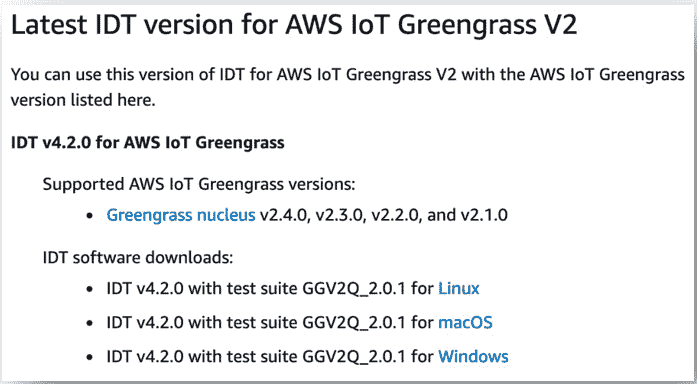 Latest IDT version for AWS IoT Greengrass V2
You can use this version of IDT for AWS IoT Greengrass V2 with the AWS IoT Greengrass
version listed here.
IDT v4.2.0 for AWS IoT Greengrass
Supported AWS IoT Greengrass versions:
• Greengrass nucleus v2.4.0, v2.3.0, v2.2.0, and v2.1.0
IDT software downloads:
• IDT v4.2.0 with test suite GGV2Q_2.0.1 for Linux
• IDT v4.2.0 with test suite GGV2Q_2.0.1 for macOS
• IDT v4.2.0 with test suite GGV2Q_2.0.1 for Windows